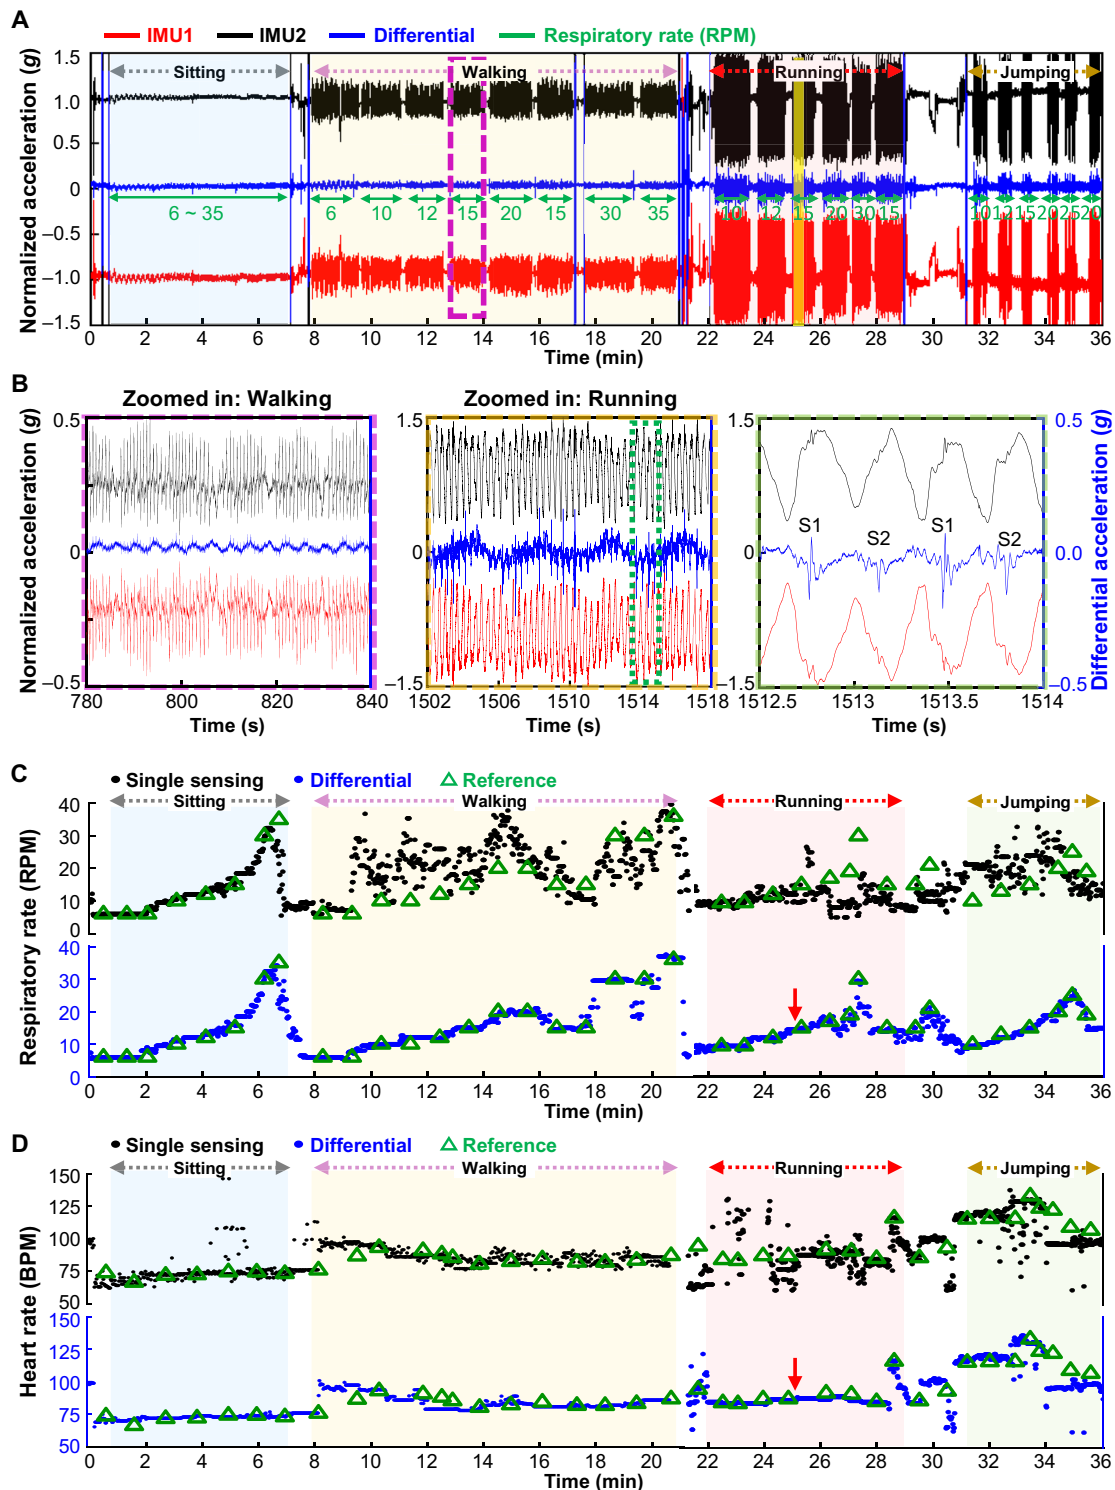 A
IMU1 IMU2 Differential Respiratory rate (RPM)
Normalized acceleration (g)
1.5
1.0
0.5
0
–0.5
–1.0
–1.5
Sitting Walking Running Jumping
6 ~ 35 6 10 12 15 20 15 30 35 10 12 15 20 30 15 10 12 15 20 25 20
0 2 4 6 8 10 12 14 16 18 20 22 24 26 28 30 32 34 36
Time (min)
B
Zoomed in: Walking Zoomed in: Running
Normalized acceleration (g)
0.5
0
–0.5
780 800 820 840
Time (s)
1.5
0
–1.5
1502 1506 1510 1514 1518
Time (s)
1.5
0
–1.5
S1 S2 S1 S2
0.5
0.0
–0.5
Differential acceleration (g)
1512.5 1513 1513.5 1514
Time (s)
C
Single sensing Differential Reference
Sitting Walking Running Jumping
Respiratory rate (RPM)
40
30
20
10
0
40
30
20
10
0
0 2 4 6 8 10 12 14 16 18 20 22 24 26 28 30 32 34 36
Time (min)
D
Single sensing Differential Reference
Sitting Walking Running Jumping
Heart rate (BPM)
150
125
100
75
50
150
125
100
75
50
0 2 4 6 8 10 12 14 16 18 20 22 24 26 28 30 32 34 36
Time (min)